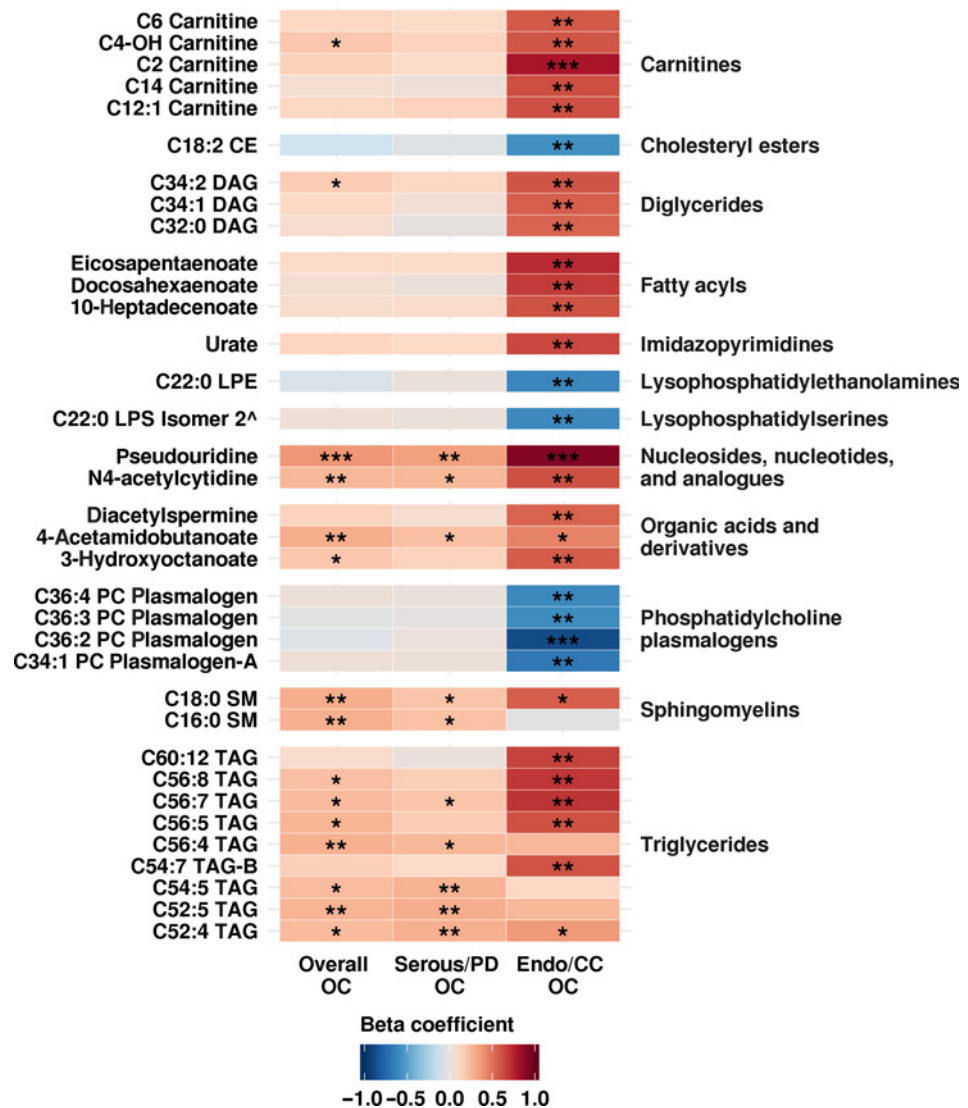 C6 Carnitine **
C4-OH Carnitine * **
C2 Carnitine *** Carnitines
C14 Carnitine **
C12:1 Carnitine **
C18:2 CE ** Cholesteryl esters
C34:2 DAG * **
C34:1 DAG ** Diglycerides
C32:0 DAG **
Eicosapentaenoate **
Docosahexaenoate ** Fatty acyls
10-Heptadecenoate **
Urate ** Imidazopyrimidines
C22:0 LPE ** Lysophosphatidylethanolamines
C22:0 LPS Isomer 2^ ** Lysophosphatidylserines
Pseudouridine *** ** *** Nucleosides, nucleotides,
N4-acetylcytidine ** * ** and analogues
Diacetylspermine ** Organic acids and
4-Acetamidobutanoate ** * * derivatives
3-Hydroxyoctanoate * **
C36:4 PC Plasmalogen **
C36:3 PC Plasmalogen ** Phosphatidylcholine
C36:2 PC Plasmalogen *** plasmalogens
C34:1 PC Plasmalogen-A **
C18:0 SM ** * * Sphingomyelins
C16:0 SM ** *
C60:12 TAG **
C56:8 TAG * **
C56:7 TAG * * **
C56:5 TAG * **
C56:4 TAG ** * Triglycerides
C54:7 TAG-B **
C54:5 TAG * **
C52:5 TAG ** **
C52:4 TAG * ** *
Overall Serous/PD Endo/CC
OC OC OC
Beta coefficient
−1.0 −0.5 0.0 0.5 1.0